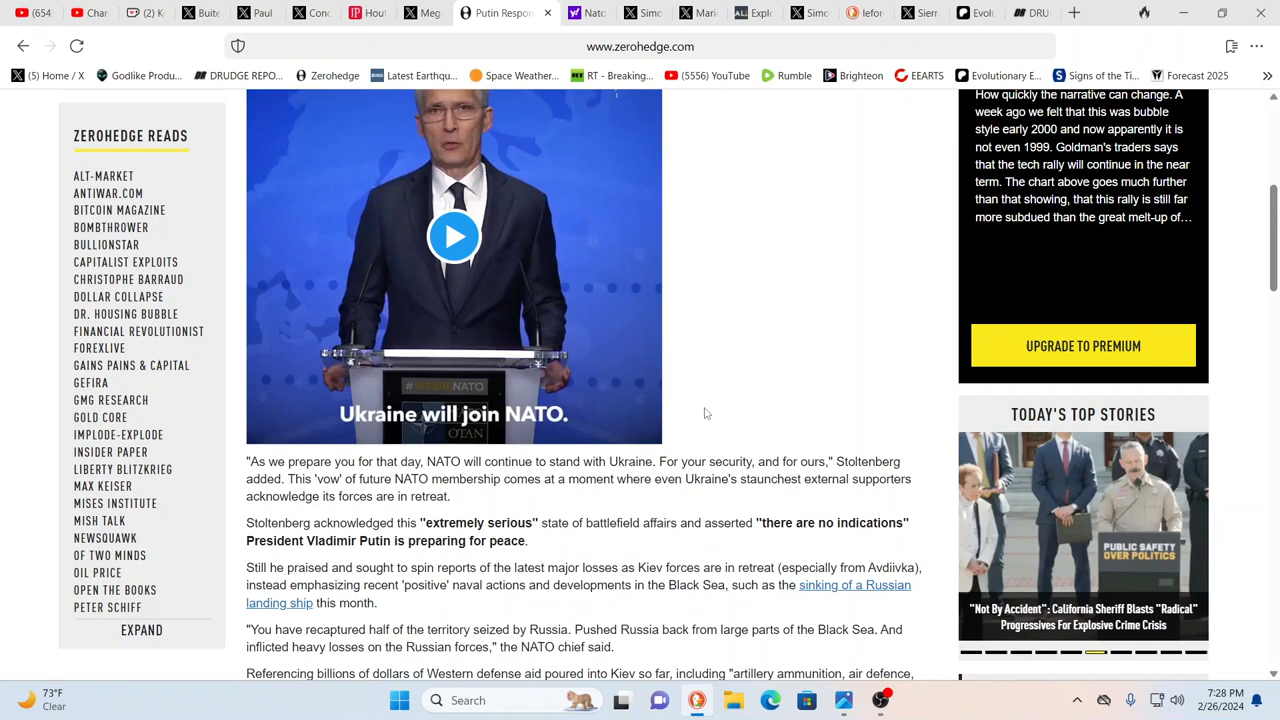 (654
Char
(2) K
Buite
Paul
Conc
Hout
Meg
Putin Respon
Nato
Simo
Mari
Expl
Simo
lefor
Sierr
Evolu
DRU
www.zerohedge.com
(5) Home / X
Godlike Produ...
DRUDGE REPO...
Zerohedge
Latest Earthqu...
Space Weather...
RT - Breaking...
(5556) YouTube
Rumble
Brighteon
EEARTS
Evolutionary E...
Signs of the Ti...
Forecast 2025
ZEROHEDGE READS
ALT-MARKET
ANTIWAR.COM
BITCOIN MAGAZINE
BOMBTHROWER
BULLIONSTAR
CAPITALIST EXPLOITS
CHRISTOPHE BARRAUD
DOLLAR COLLAPSE
DR. HOUSING BUBBLE
FINANCIAL REVOLUTIONIST
FOREXLIVE
GAINS PAINS & CAPITAL
GEFIRA
GMG RESEARCH
GOLD CORE
IMPLODE-EXPLODE
INSIDER PAPER
LIBERTY BLITZKRIEG
MAX KEISER
MISES INSTITUTE
MISH TALK
NEWSQUAWK
OF TWO MINDS
OIL PRICE
OPEN THE BOOKS
PETER SCHIFF
EXPAND
#WEARENATO
Ukraine will join NATO.
OTAN
"As we prepare you for that day, NATO will continue to stand with Ukraine. For your security, and for ours," Stoltenberg
added. This 'vow' of future NATO membership comes at a moment where even Ukraine's staunchest external supporters
acknowledge its forces are in retreat.
Stoltenberg acknowledged this "extremely serious" state of battlefield affairs and asserted "there are no indications"
President Vladimir Putin is preparing for peace.
Still he praised and sought to spin reports of the latest major losses as Kiev forces are in retreat (especially from Avdiivka),
instead emphasizing recent 'positive' naval actions and developments in the Black Sea, such as the sinking of a Russian
landing ship this month.
"You have recaptured half of the territory seized by Russia. Pushed Russia back from large parts of the Black Sea. And
inflicted heavy losses on the Russian forces," the NATO chief said.
Referencing billions of dollars of Western defense aid poured into Kiev so far, including "artillery ammunition, air defence,
How quickly the narrative can change. A
week ago we felt that this was bubble
style early 2000 and now apparently it is
not even 1999. Goldman's traders says
that the tech rally will continue in the near
term. The chart above goes much further
than that showing, that this rally is still far
more subdued than the great melt-up of...
UPGRADE TO PREMIUM
TODAY'S TOP STORIES
PUBLIC SAFETY
OVER POLITICS
"Not By Accident": California Sheriff Blasts "Radical"
Progressives For Explosive Crime Crisis
73°F
Clear
Search
7:28 PM
2/26/2024